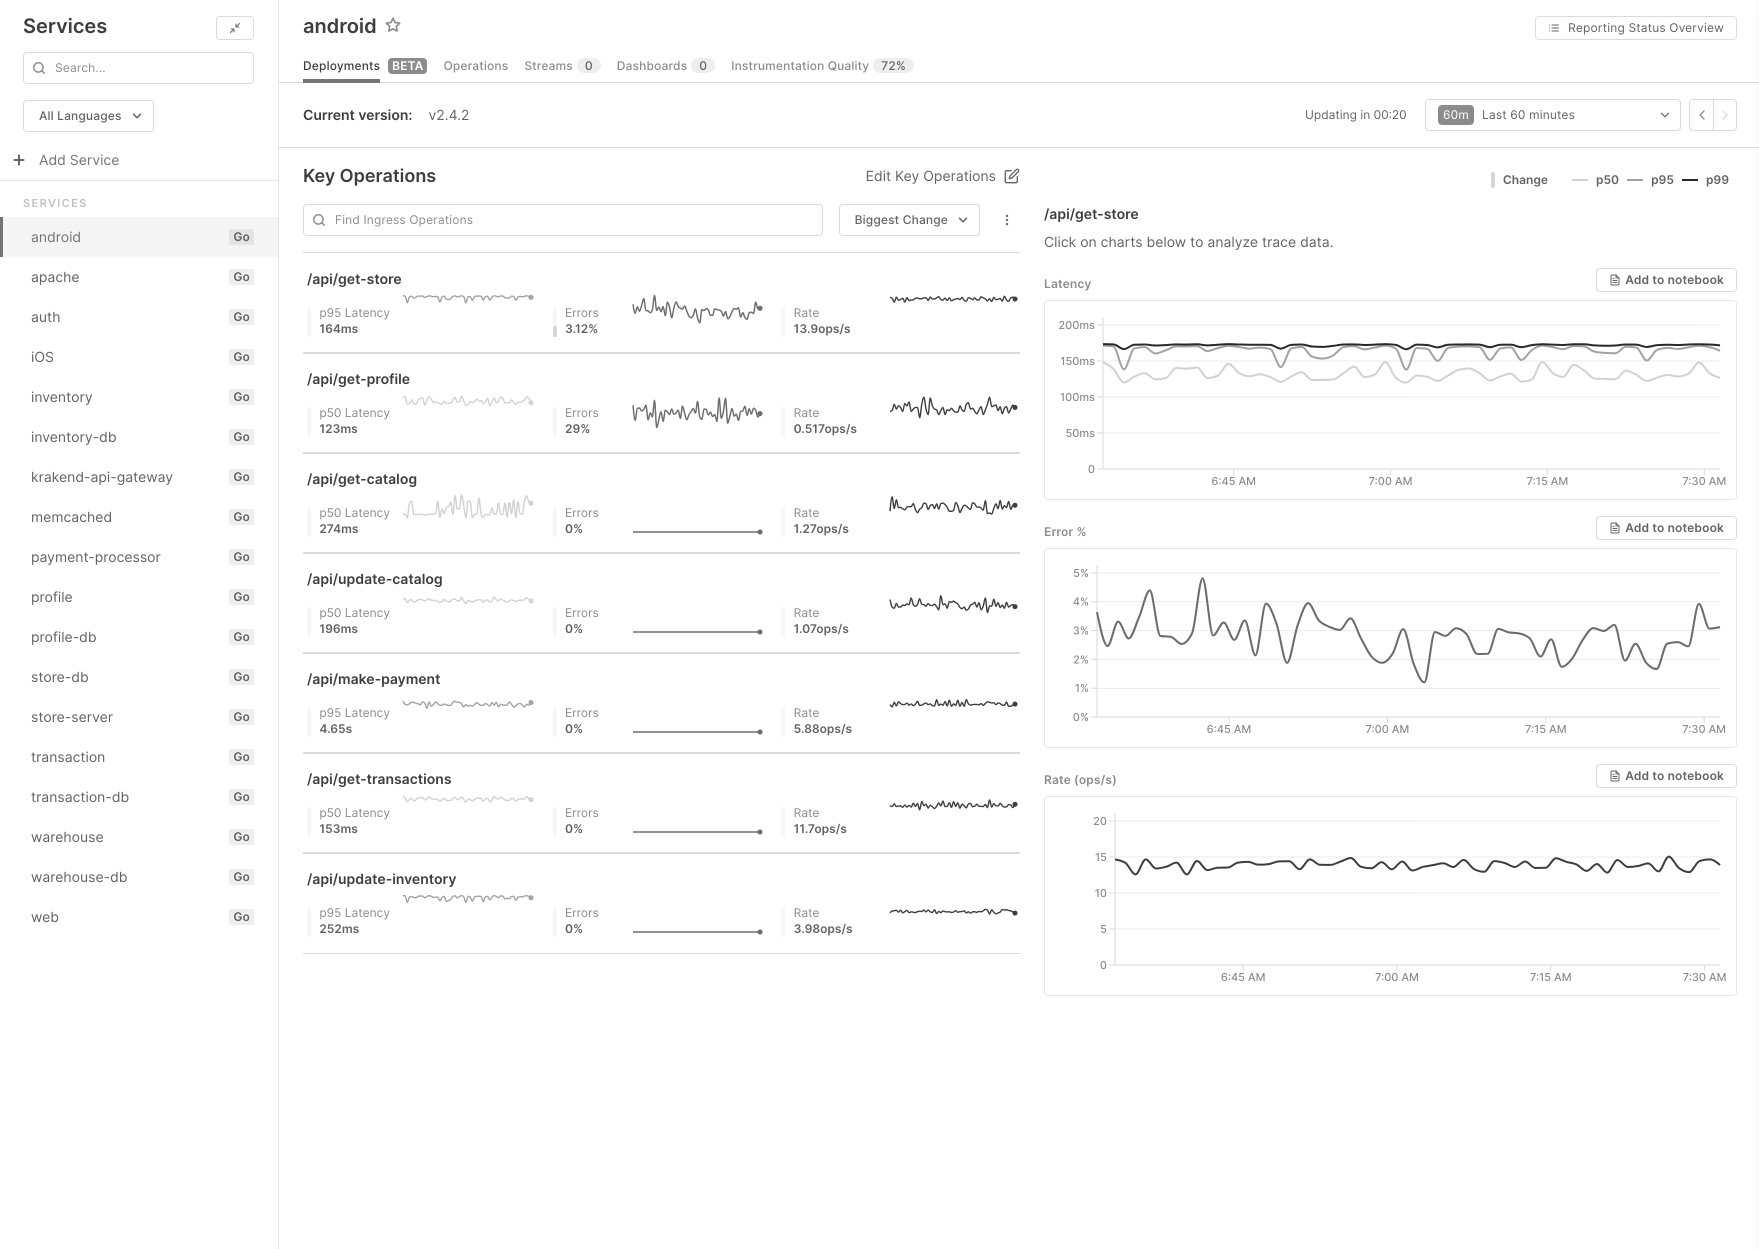 Services
Search...
All Languages
Add Service
SERVICES
android Go
apache Go
auth Go
iOS Go
inventory Go
inventory-db Go
krakend-api-gateway Go
memcached Go
payment-processor Go
profile Go
profile-db Go
store-db Go
store-server Go
transaction Go
transaction-db Go
warehouse Go
warehouse-db Go
web Go
android
Reporting Status Overview
Deployments BETA Operations Streams 0 Dashboards 0 Instrumentation Quality 72%
Current version: v2.4.2
Updating in 00:20 60m Last 60 minutes
Key Operations
Edit Key Operations
Find Ingress Operations
Biggest Change
/api/get-store
p95 Latency Errors Rate
164ms 3.12% 13.9ops/s
/api/get-profile
p50 Latency Errors Rate
123ms 29% 0.517ops/s
/api/get-catalog
p50 Latency Errors Rate
274ms 0% 1.27ops/s
/api/update-catalog
p50 Latency Errors Rate
196ms 0% 1.07ops/s
/api/make-payment
p95 Latency Errors Rate
4.65s 0% 5.88ops/s
/api/get-transactions
p50 Latency Errors Rate
153ms 0% 11.7ops/s
/api/update-inventory
p95 Latency Errors Rate
252ms 0% 3.98ops/s
Change p50 p95 p99
/api/get-store
Click on charts below to analyze trace data.
Latency Add to notebook
200ms
150ms
100ms
50ms
0
6:45 AM 7:00 AM 7:15 AM 7:30 AM
Error % Add to notebook
5%
4%
3%
2%
1%
0%
6:45 AM 7:00 AM 7:15 AM 7:30 AM
Rate (ops/s) Add to notebook
20
15
10
5
0
6:45 AM 7:00 AM 7:15 AM 7:30 AM